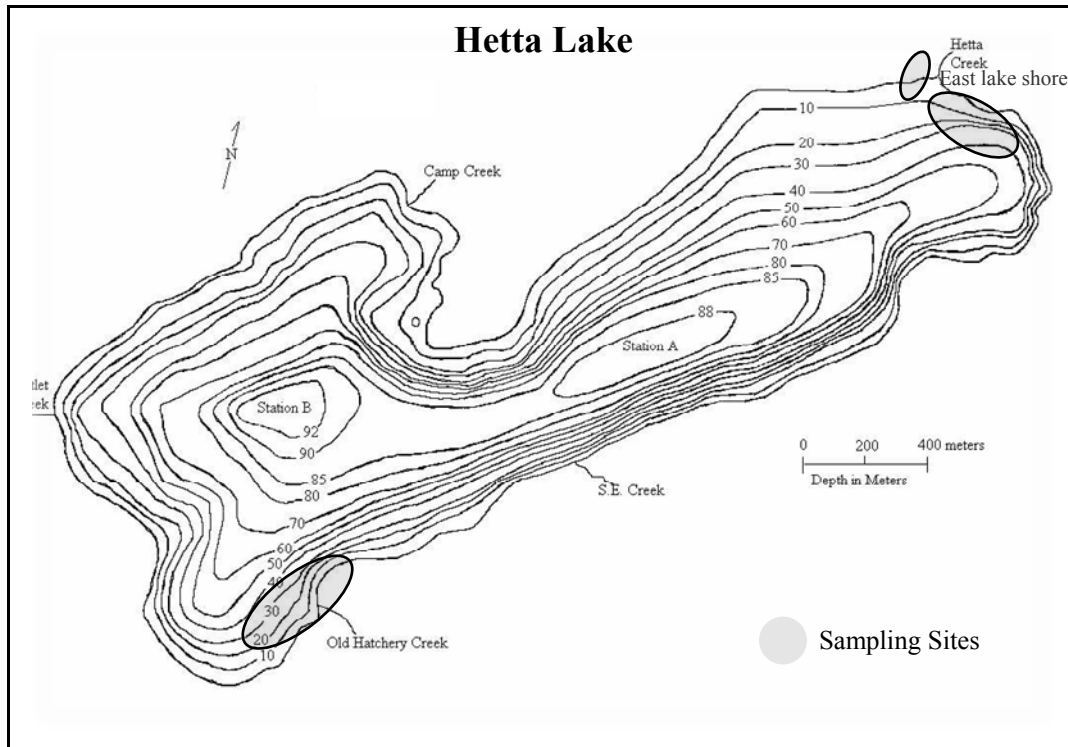 Hetta Lake
Hetta
Creek
East lake shore
10
20
30
40
50
60
70
80
85
88
Station A
N
Camp Creek
Station B
92
90
85
80
70
60
50
40
30
20
10
0 200 400 meters
Depth in Meters
S.E. Creek
Old Hatchery Creek
Sampling Sites